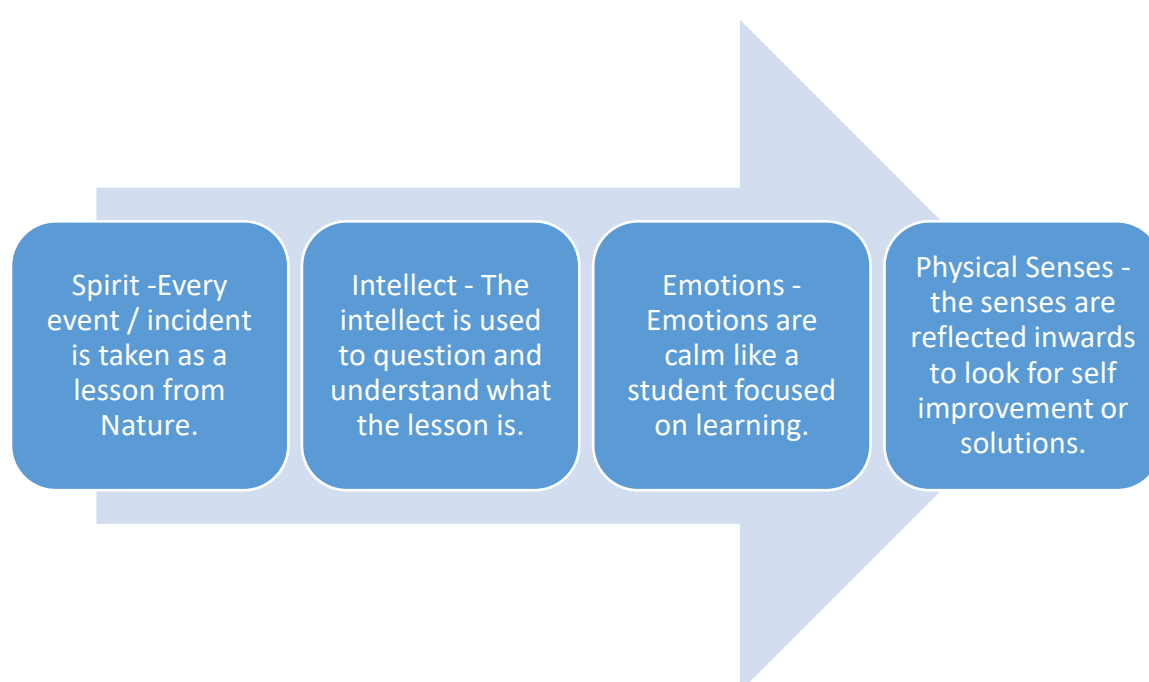 Spirit -Every
event / incident
is taken as a
lesson from
Nature.
Intellect - The
intellect is used
to question and
understand what
the lesson is.
Emotions -
Emotions are
calm like a
student focused
on learning.
Physical Senses -
the senses are
reflected inwards
to look for self
improvement or
solutions.